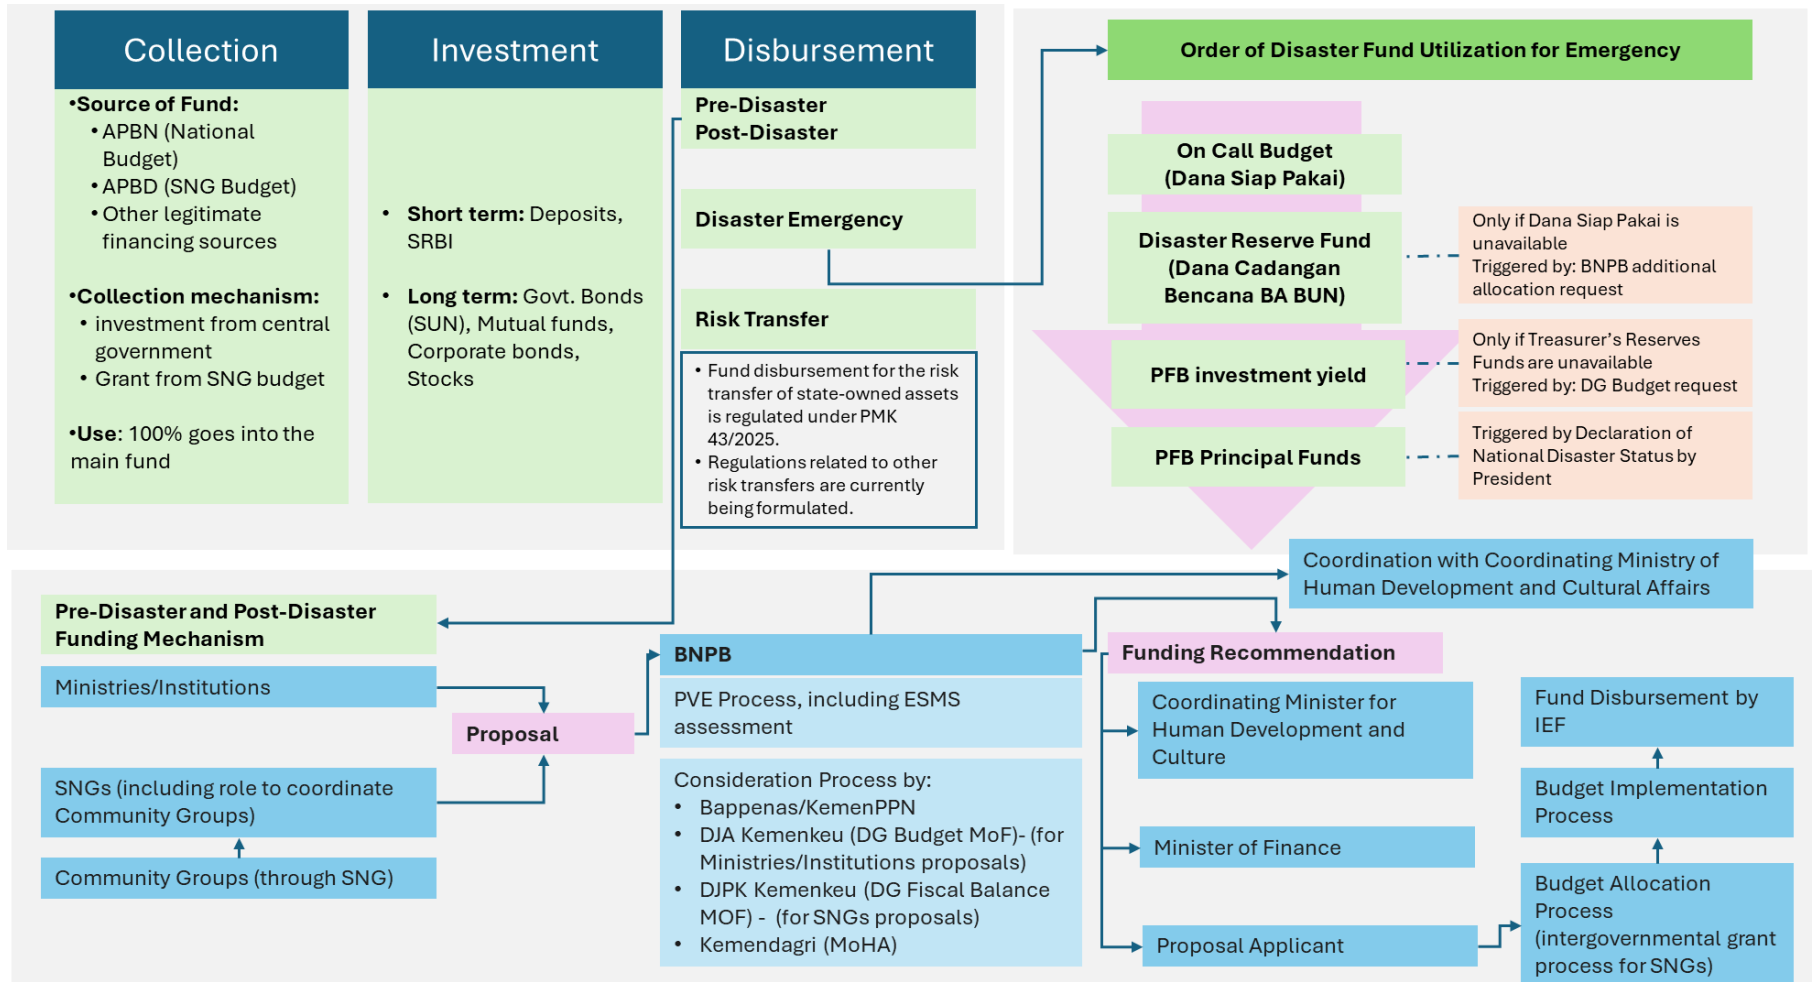 Collection
•Source of Fund:
• APBN (National
Budget)
• APBD (SNG Budget)
• Other legitimate
financing sources
•Collection mechanism:
• investment from central
government
• Grant from SNG budget
•Use: 100% goes into the
main fund
Investment
• Short term: Deposits,
SRBI
• Long term: Govt. Bonds
(SUN), Mutual funds,
Corporate bonds,
Stocks
Disbursement
Pre-Disaster
Post-Disaster
Disaster Emergency
Risk Transfer
• Fund disbursement for the risk
transfer of state-owned assets
is regulated under PMK
43/2025.
• Regulations related to other
risk transfers are currently
being formulated.
Order of Disaster Fund Utilization for Emergency
On Call Budget
(Dana Siap Pakai)
Disaster Reserve Fund
(Dana Cadangan
Bencana BA BUN)
Only if Dana Siap Pakai is
unavailable
Triggered by: BNPB additional
allocation request
PFB investment yield
Only if Treasurer’s Reserves
Funds are unavailable
Triggered by: DG Budget request
PFB Principal Funds
Triggered by Declaration of
National Disaster Status by
President
Pre-Disaster and Post-Disaster
Funding Mechanism
Ministries/Institutions
Proposal
SNGs (including role to coordinate
Community Groups)
Community Groups (through SNG)
BNPB
PVE Process, including ESMS
assessment
Consideration Process by:
• Bappenas/KemenPPN
• DJA Kemenkeu (DG Budget MoF)- (for
Ministries/Institutions proposals)
• DJPK Kemenkeu (DG Fiscal Balance
MOF) - (for SNGs proposals)
• Kemendagri (MoHA)
Coordination with Coordinating Ministry of
Human Development and Cultural Affairs
Funding Recommendation
Coordinating Minister for
Human Development and
Culture
Minister of Finance
Proposal Applicant
Fund Disbursement by
IEF
Budget Implementation
Process
Budget Allocation
Process
(intergovernmental grant
process for SNGs)